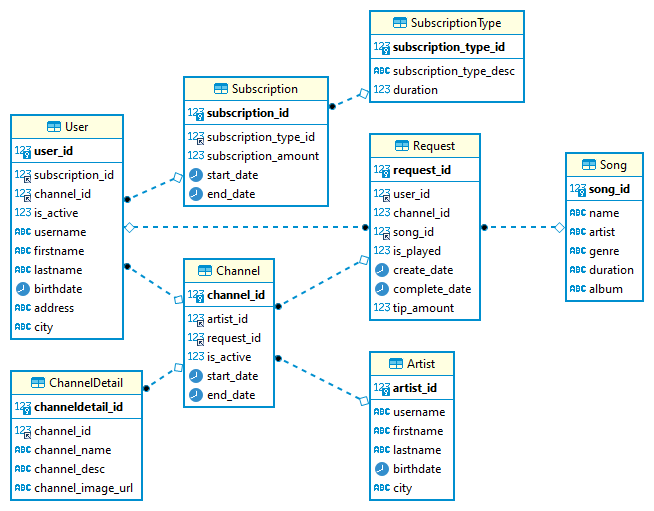 SubscriptionType
123 subscription_type_id
ABC subscription_type_desc
123 duration
Subscription
123 subscription_id
123 subscription_type_id
123 subscription_amount
start_date
end_date
User
123 user_id
123 subscription_id
123 channel_id
123 is_active
ABC username
ABC firstname
ABC lastname
birthdate
ABC address
ABC city
Request
123 request_id
123 user_id
123 channel_id
123 song_id
123 is_played
create_date
complete_date
123 tip_amount
Song
123 song_id
ABC name
ABC artist
ABC genre
ABC duration
ABC album
Channel
123 channel_id
123 artist_id
123 request_id
123 is_active
start_date
end_date
ChannelDetail
123 channeldetail_id
123 channel_id
ABC channel_name
ABC channel_desc
ABC channel_image_url
Artist
123 artist_id
ABC username
ABC firstname
ABC lastname
birthdate
ABC city